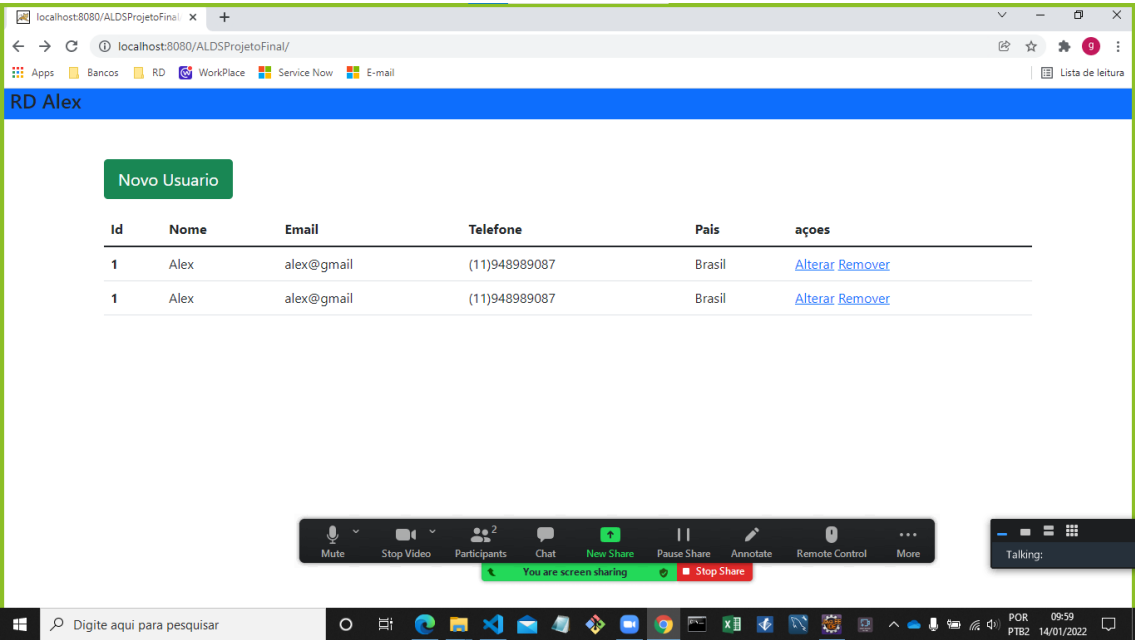 localhost:8080/ALDSProjetoFinal
localhost:8080/ALDSProjetoFinal/
g
Apps Bancos RD WorkPlace Service Now E-mail Lista de leitura
RD Alex
Novo Usuario
Id Nome Email Telefone Pais açoes
1 Alex alex@gmail (11)948989087 Brasil Alterar Remover
1 Alex alex@gmail (11)948989087 Brasil Alterar Remover
2
Mute Stop Video Participants Chat New Share Pause Share Annotate Remote Control More
You are screen sharing Stop Share
Talking:
Digite aqui para pesquisar
POR 09:59
PTB2 14/01/2022